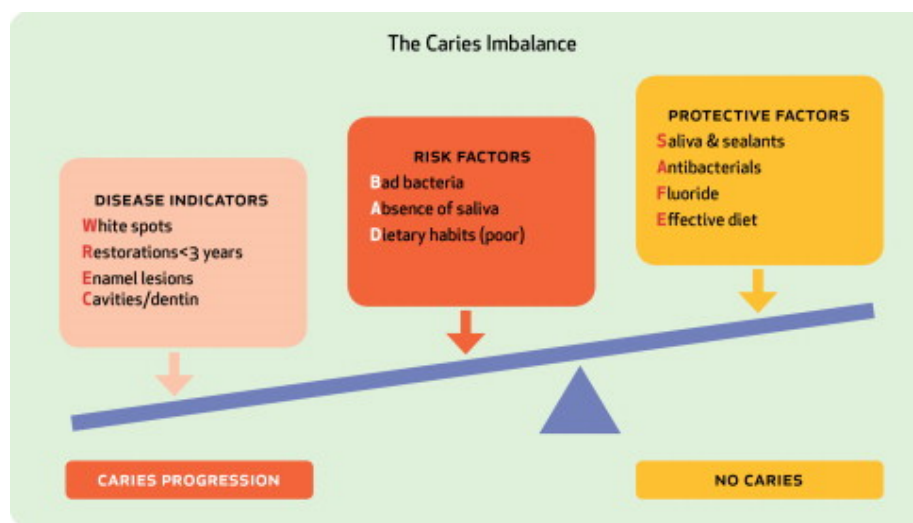 The Caries Imbalance
DISEASE INDICATORS
White spots
Restorations<3 years
Enamel lesions
Cavities/dentin
RISK FACTORS
Bad bacteria
Absence of saliva
Dietary habits (poor)
PROTECTIVE FACTORS
Saliva & sealants
Antibacterials
Fluoride
Effective diet
CARIES PROGRESSION
NO CARIES